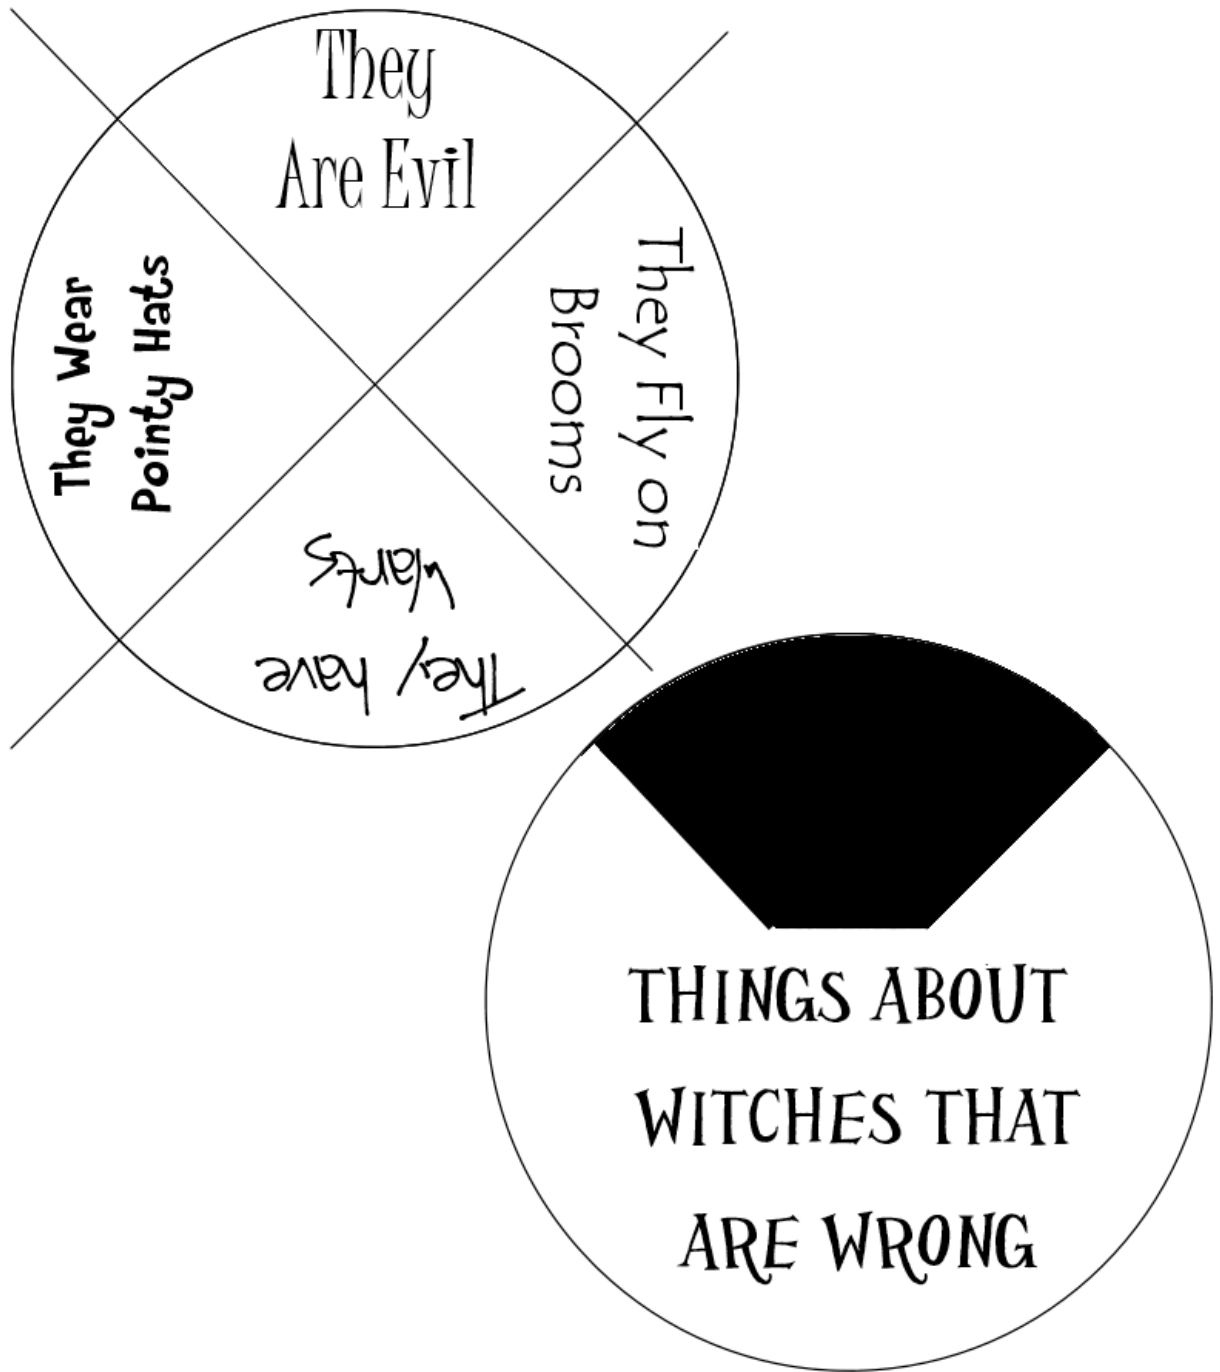 They
Are Evil
They Fly on
Brooms
They have
Warts
They Wear
Pointy Hats
THINGS ABOUT
WITCHES THAT
ARE WRONG